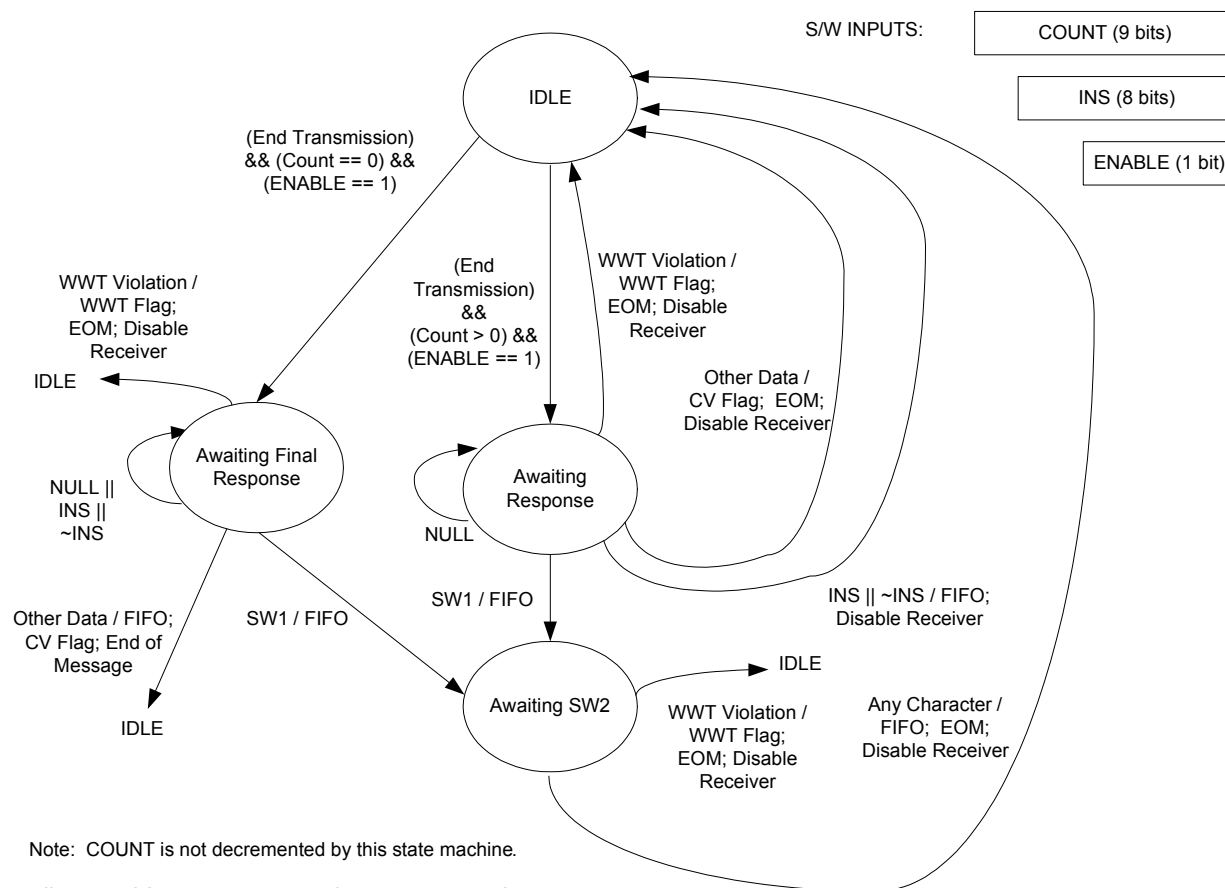 S/W INPUTS:
COUNT (9 bits)
IDLE
INS (8 bits)
(End Transmission)
&& (Count == 0) &&
(ENABLE == 1)
ENABLE (1 bit)
WWT Violation /
WWT Flag;
EOM; Disable
Receiver
(End
Transmission)
&&
(Count > 0) &&
(ENABLE == 1)
WWT Violation /
WWT Flag;
EOM; Disable
Receiver
IDLE
Other Data /
CV Flag; EOM;
Disable Receiver
Awaiting Final
Response
Awaiting
Response
NULL ||
INS ||
~INS
NULL
INS || ~INS / FIFO;
Disable Receiver
SW1 / FIFO
SW1 / FIFO
Other Data / FIFO;
CV Flag; End of
Message
IDLE
Awaiting SW2
IDLE
WWT Violation /
WWT Flag;
EOM; Disable
Receiver
Any Character /
FIFO; EOM;
Disable Receiver
Note: COUNT is not decremented by this state machine.